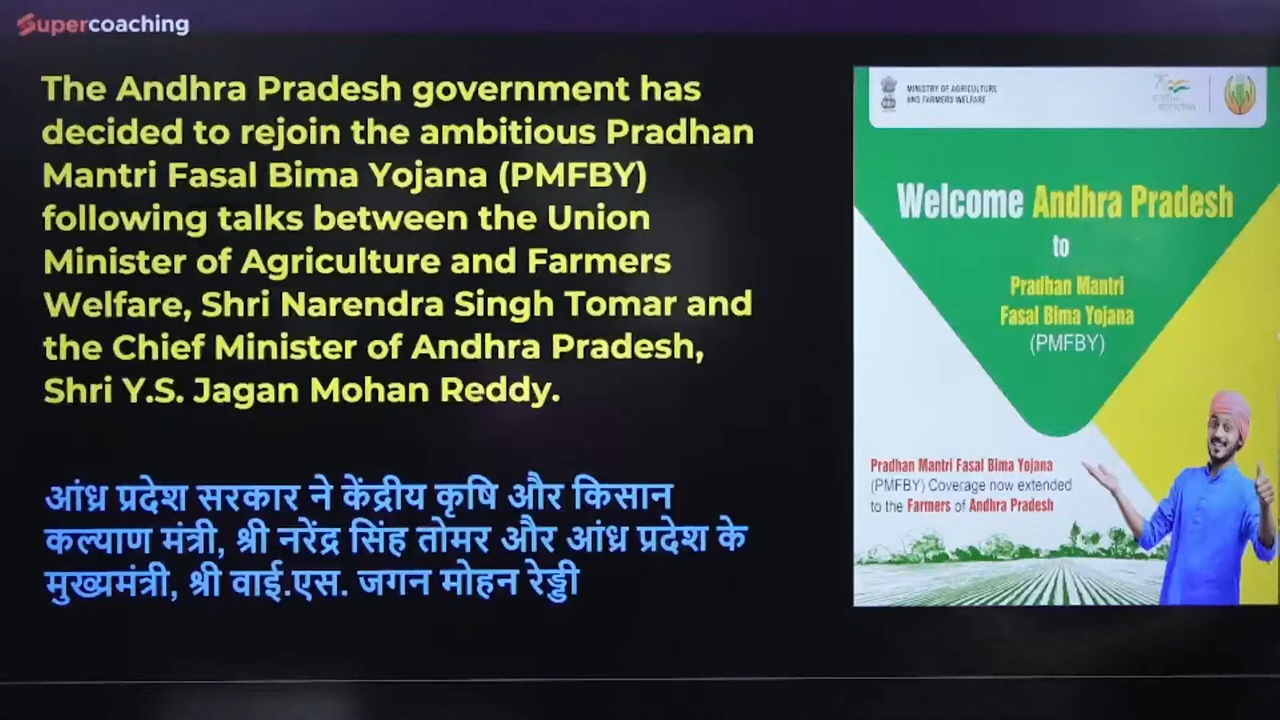 Supercoaching
The Andhra Pradesh government has
decided to rejoin the ambitious Pradhan
Mantri Fasal Bima Yojana (PMFBY)
following talks between the Union
Minister of Agriculture and Farmers
Welfare, Shri Narendra Singh Tomar and
the Chief Minister of Andhra Pradesh,
Shri Y.S. Jagan Mohan Reddy.
आंध्र प्रदेश सरकार ने केंद्रीय कृषि और किसान
कल्याण मंत्री, श्री नरेंद्र सिंह तोमर और आंध्र प्रदेश के
मुख्यमंत्री, श्री वाई.एस. जगन मोहन रेड्डी
MINISTRY OF AGRICULTURE
AND FARMERS WELFARE
Welcome Andhra Pradesh
to
Pradhan Mantri
Fasal Bima Yojana
(PMFBY)
Pradhan Mantri Fasal Bima Yojana
(PMFBY) Coverage now extended
to the Farmers of Andhra Pradesh